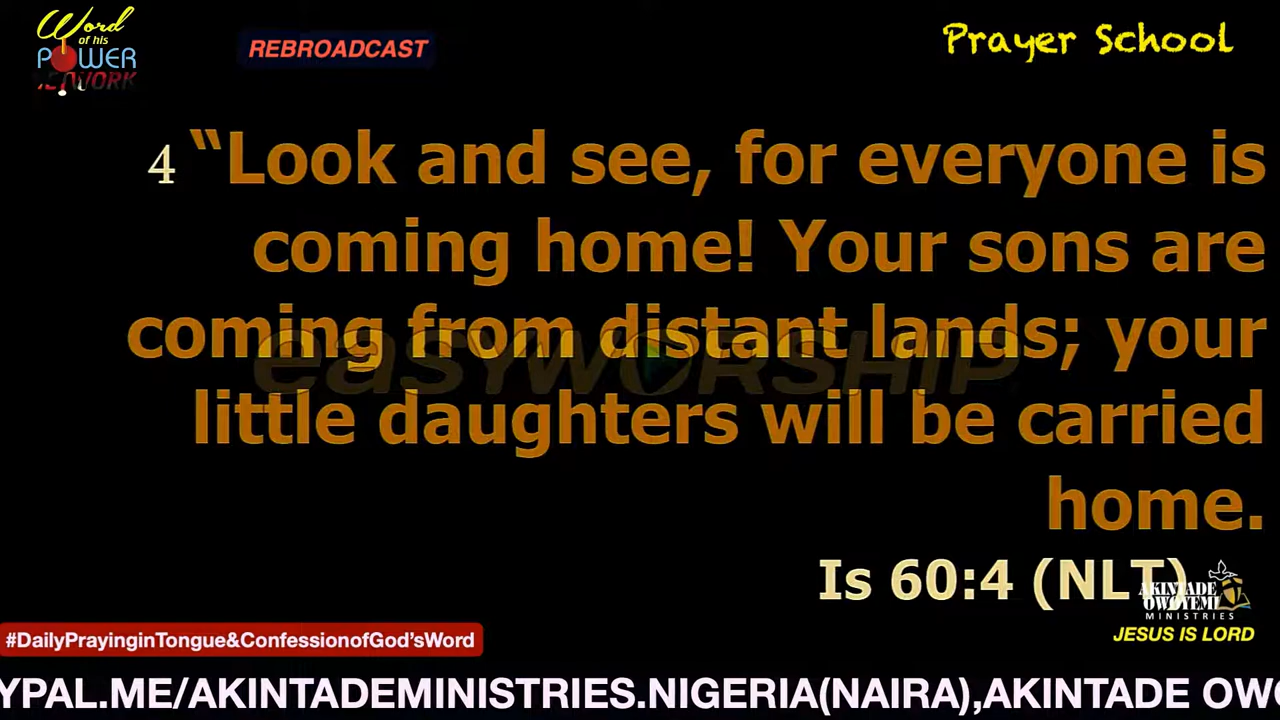 Word
of his
POWER
NETWORK
REBROADCAST
Prayer School
4 “Look and see, for everyone is
coming home! Your sons are
coming from distant lands; your
little daughters will be carried
home.
easyworship
Is 60:4 (NLT)
AKINTADE
OWOYEMI
MINISTRIES
JESUS IS LORD
#DailyPrayinginTongue&ConfessionofGod’sWord
YPAL.ME/AKINTADEMINISTRIES.NIGERIA(NAIRA),AKINTADE OWO